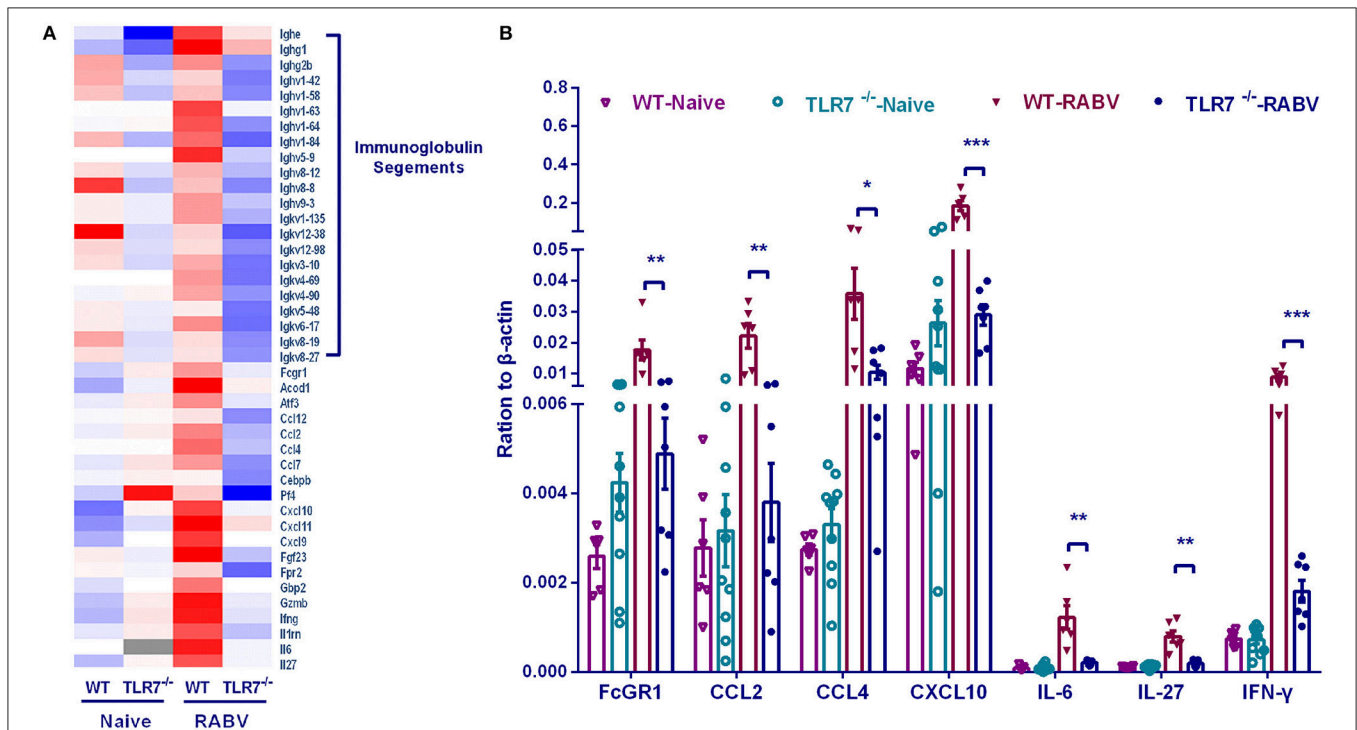 A
Ighe
Ighg1
Ighg2b
Ighv1-42
Ighv1-58
Ighv1-63
Ighv1-64
Ighv1-84
Ighv5-9
Ighv8-12
Ighv8-8
Ighv9-3
Igkv1-135
Igkv12-38
Igkv12-98
Igkv3-10
Igkv4-69
Igkv4-90
Igkv5-48
Igkv6-17
Igkv8-19
Igkv8-27
Fcgr1
Acod1
Atf3
Ccl12
Ccl2
Ccl4
Ccl7
Cebpb
Pf4
Cxcl10
Cxcl11
Cxcl9
Fgf23
Fpr2
Gbp2
Gzmb
Ifng
Il1rn
Il6
Il27
Immunoglobulin
Segements
WT TLR7-/- WT TLR7-/-
Naive RABV
B
WT-Naive TLR7 -/--Naive WT-RABV TLR7 -/--RABV
Ration to β-actin
0.8
0.6
0.4
0.2
0.05
0.04
0.03
0.02
0.01
0.006
0.004
0.002
0.000
** ** * *** ** ** ***
FcGR1 CCL2 CCL4 CXCL10 IL-6 IL-27 IFN-γ